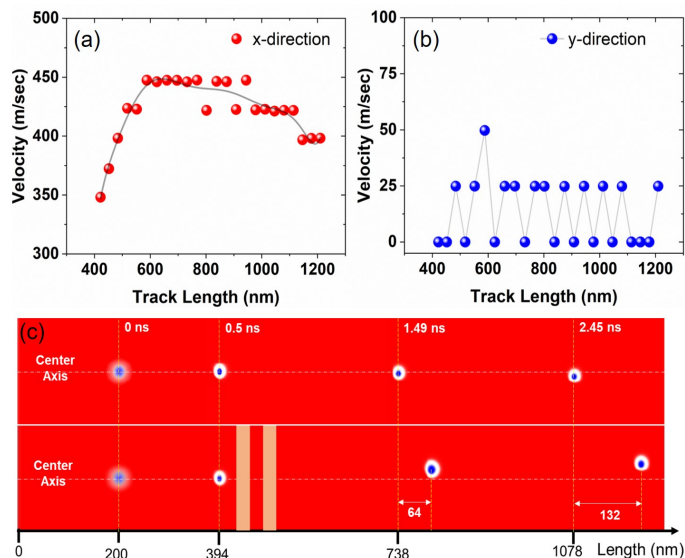 (a)
x-direction
500
450
400
350
300
Velocity (m/sec)
400 600 800 1000 1200
Track Length (nm)
(b)
y-direction
100
75
50
25
0
Velocity (m/sec)
400 600 800 1000 1200
Track Length (nm)
(c)
0 ns 0.5 ns 1.49 ns 2.45 ns
Center
Axis
Center
Axis
64
132
0 200 394 738 1078 Length (nm)